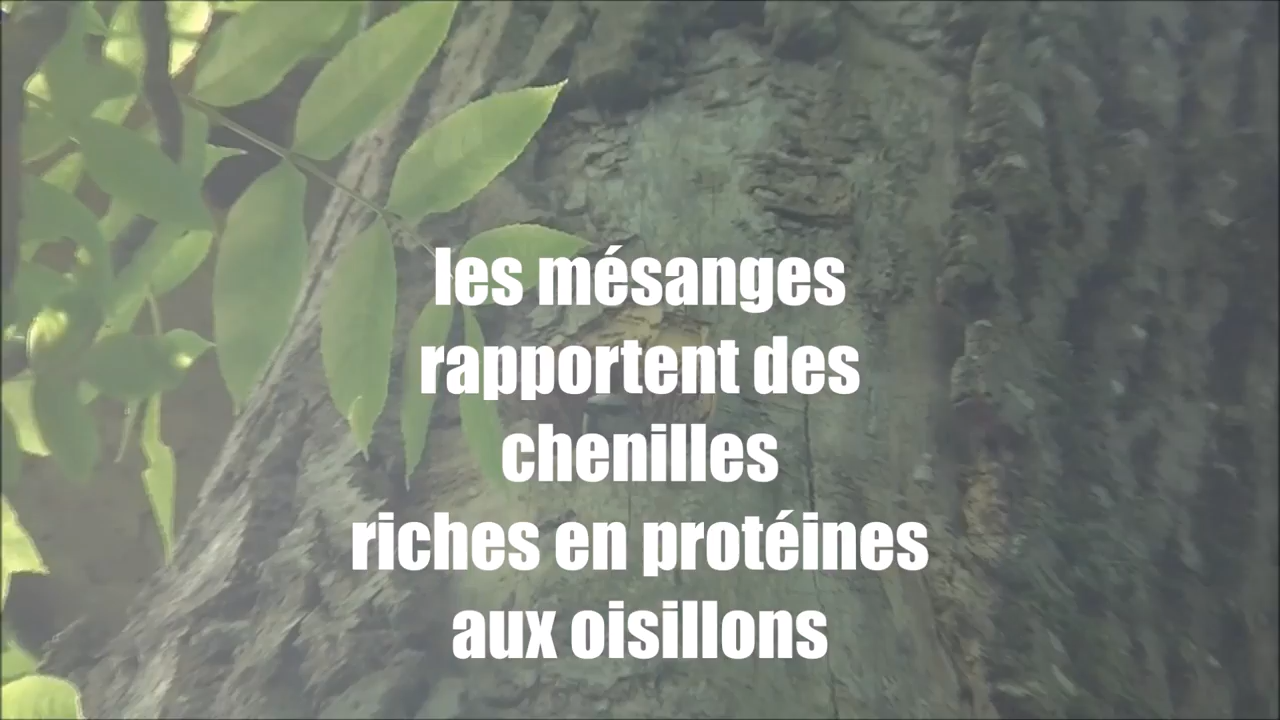 les mésanges
rapportent des
chenilles
riches en protéines
aux oisillons